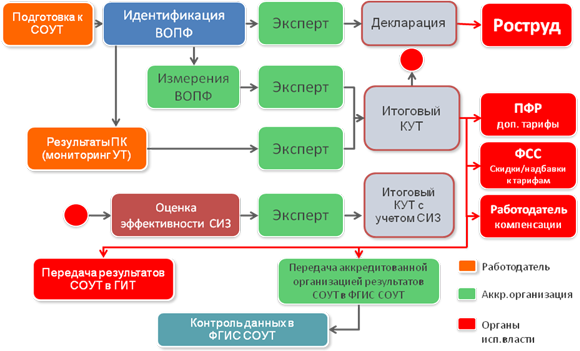 Подготовка к
СОУТ
Идентификация
ВОПФ
Эксперт
Декларация
Роструд
Измерения
ВОПФ
Эксперт
Итоговый
КУТ
ПФР
доп. тарифы
Результаты ПК
(мониторинг УТ)
Эксперт
ФСС
Скидки/надбавки
к тарифам
Оценка
эффективности СИЗ
Эксперт
Итоговый
КУТ с
учетом СИЗ
Работодатель
компенсации
Передача результатов
СОУТ в ГИТ
Передача аккредитованной
организацией результатов
СОУТ в ФГИС СОУТ
Контроль данных в
ФГИС СОУТ
Работодатель
Аккр.организация
Органы
исп.власти